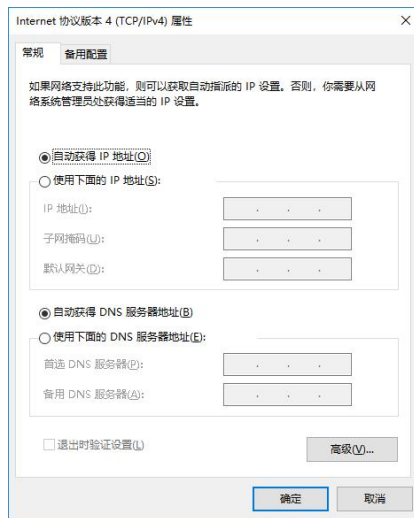 Internet 协议版本 4 (TCP/IPv4) 属性
常规 备用配置
如果网络支持此功能，则可以获取自动指派的 IP 设置。否则，你需要从网
络系统管理员处获得适当的 IP 设置。
自动获得 IP 地址(O)
使用下面的 IP 地址(S):
IP 地址(I):
子网掩码(U):
默认网关(D):
自动获得 DNS 服务器地址(B)
使用下面的 DNS 服务器地址(E):
首选 DNS 服务器(P):
备用 DNS 服务器(A):
退出时验证设置(L)
高级(V)...
确定 取消